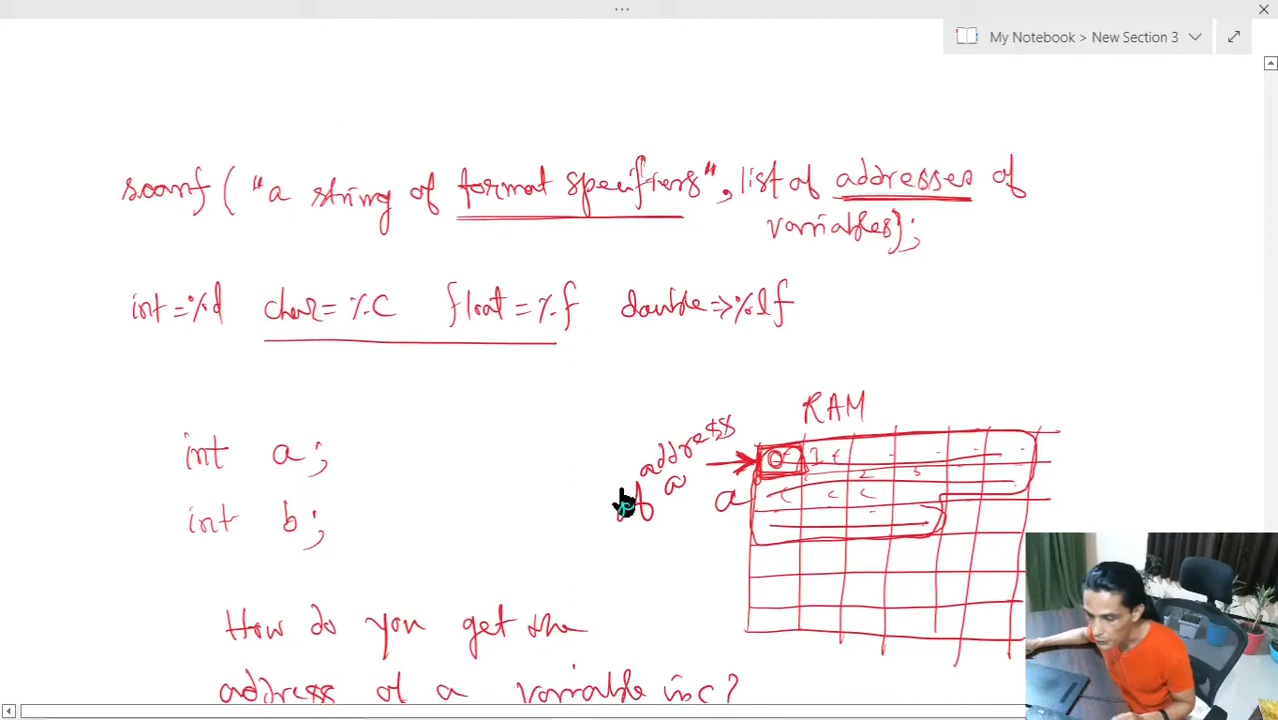 My Notebook > New Section 3
scanf ( "a string of format specifiers", list of addresses of
variables);
int = %d char = %.c float = %.f double => %lf
RAM
address
of a
a
int a;
int b;
How do you get the
address of a variable in c?